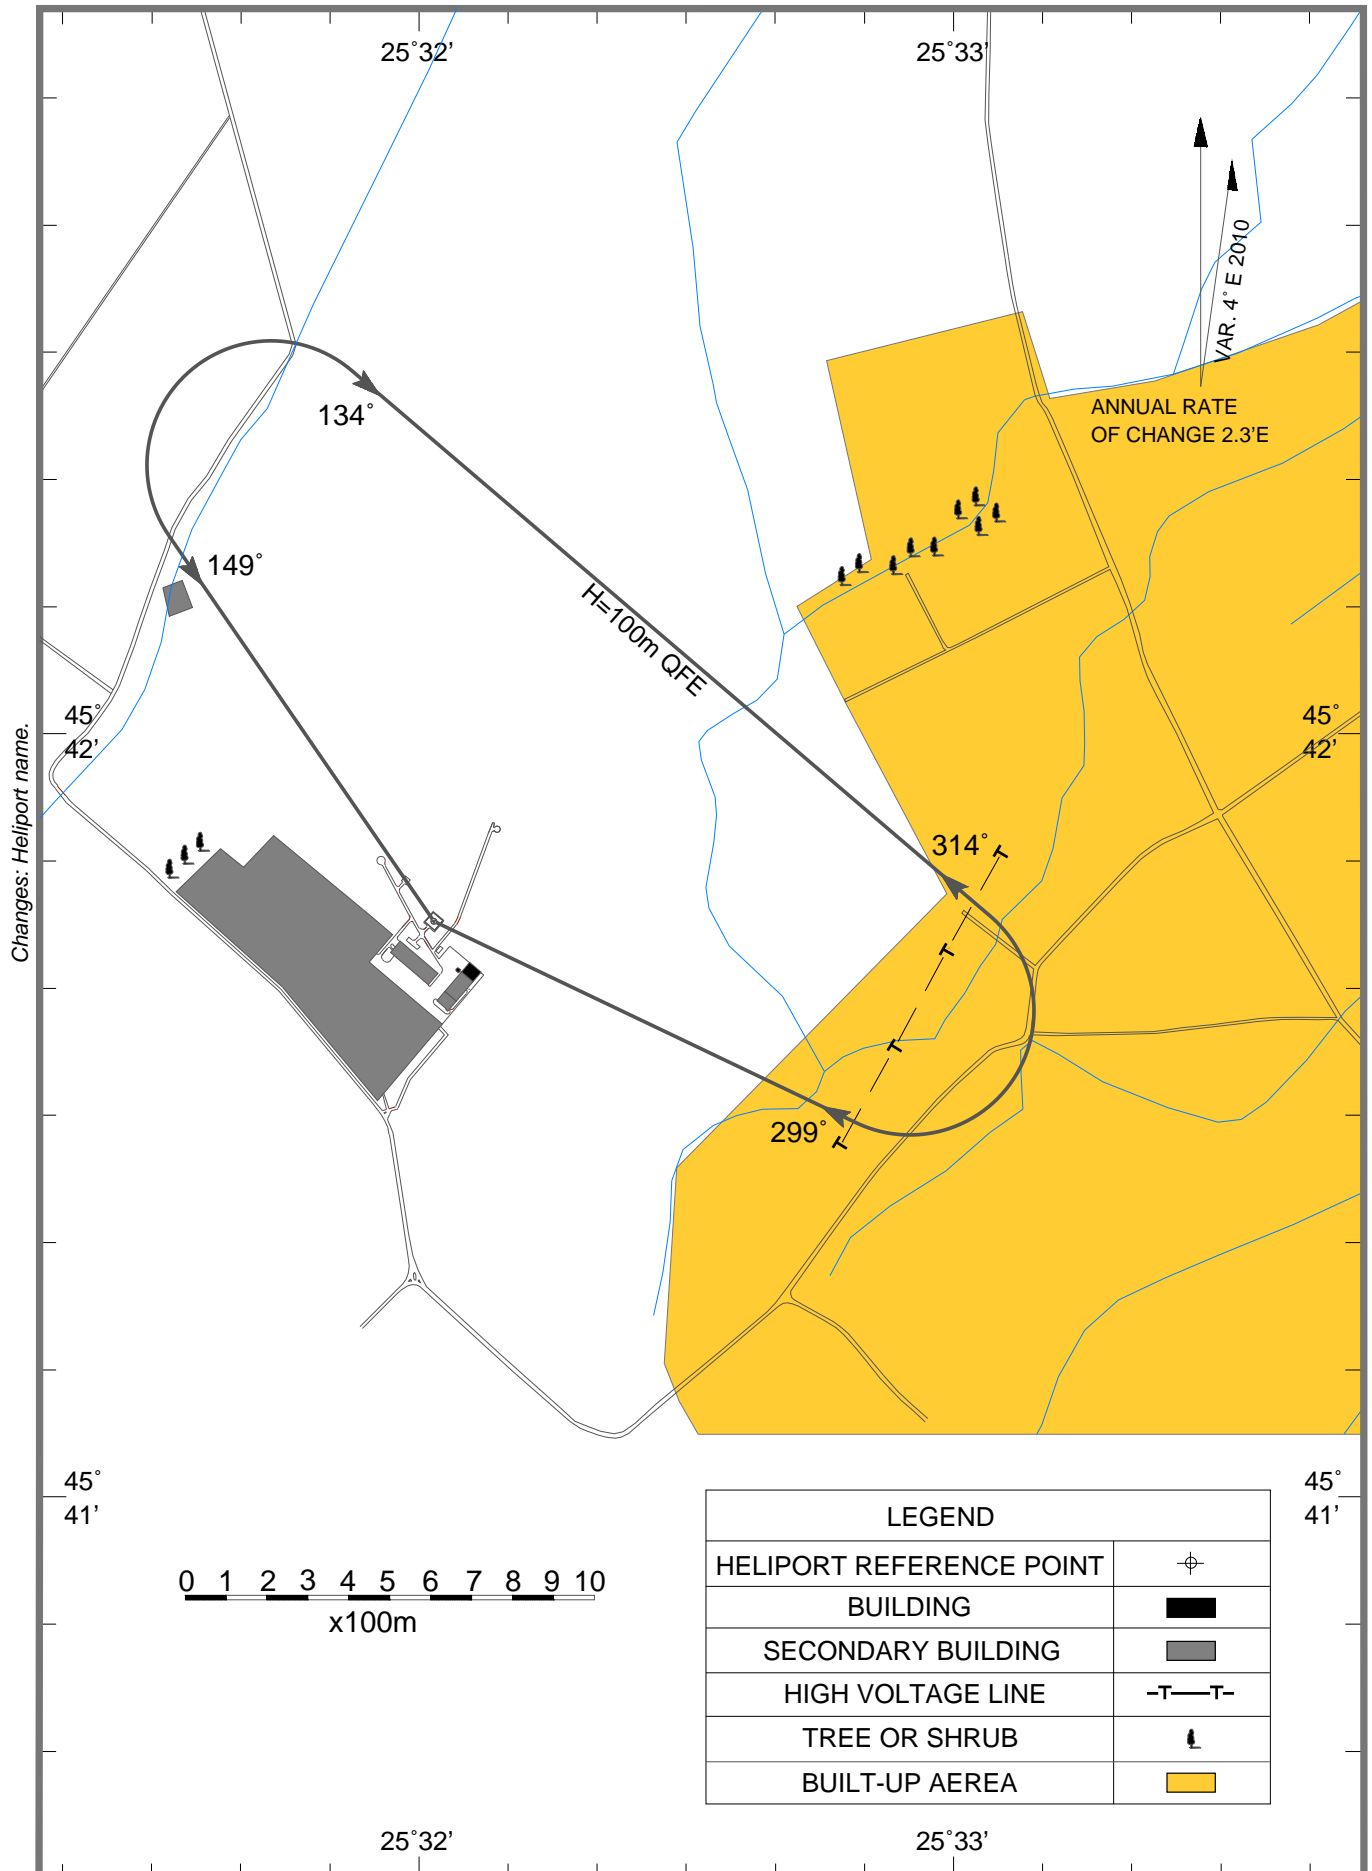 25°32'
25°33'
VAR. 4° E 2010
ANNUAL RATE
OF CHANGE 2.3'E
134°
149°
H=100m QFE
45°
42'
45°
42'
Changes: Heliport name.
314°
299°
45°
41'
45°
41'
0 1 2 3 4 5 6 7 8 9 10
x100m
LEGEND
HELIPORT REFERENCE POINT
BUILDING
SECONDARY BUILDING
HIGH VOLTAGE LINE
TREE OR SHRUB
BUILT-UP AEREA
25°32'
25°33'